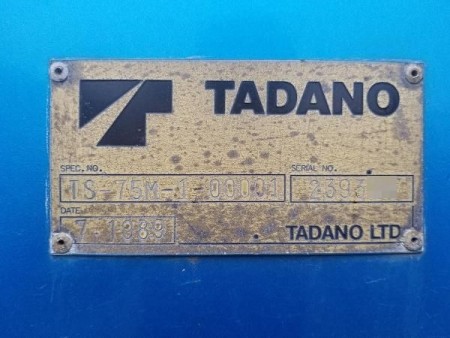 TADANO
SPEC. NO. SERIAL NO.
TS-75M-1-00001
DATE
7 1989
TADANO LTD